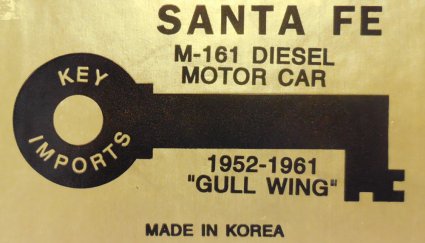 SANTA FE
M-161 DIESEL
MOTOR CAR
KEY
IMPORTS
1952-1961
"GULL WING"
MADE IN KOREA